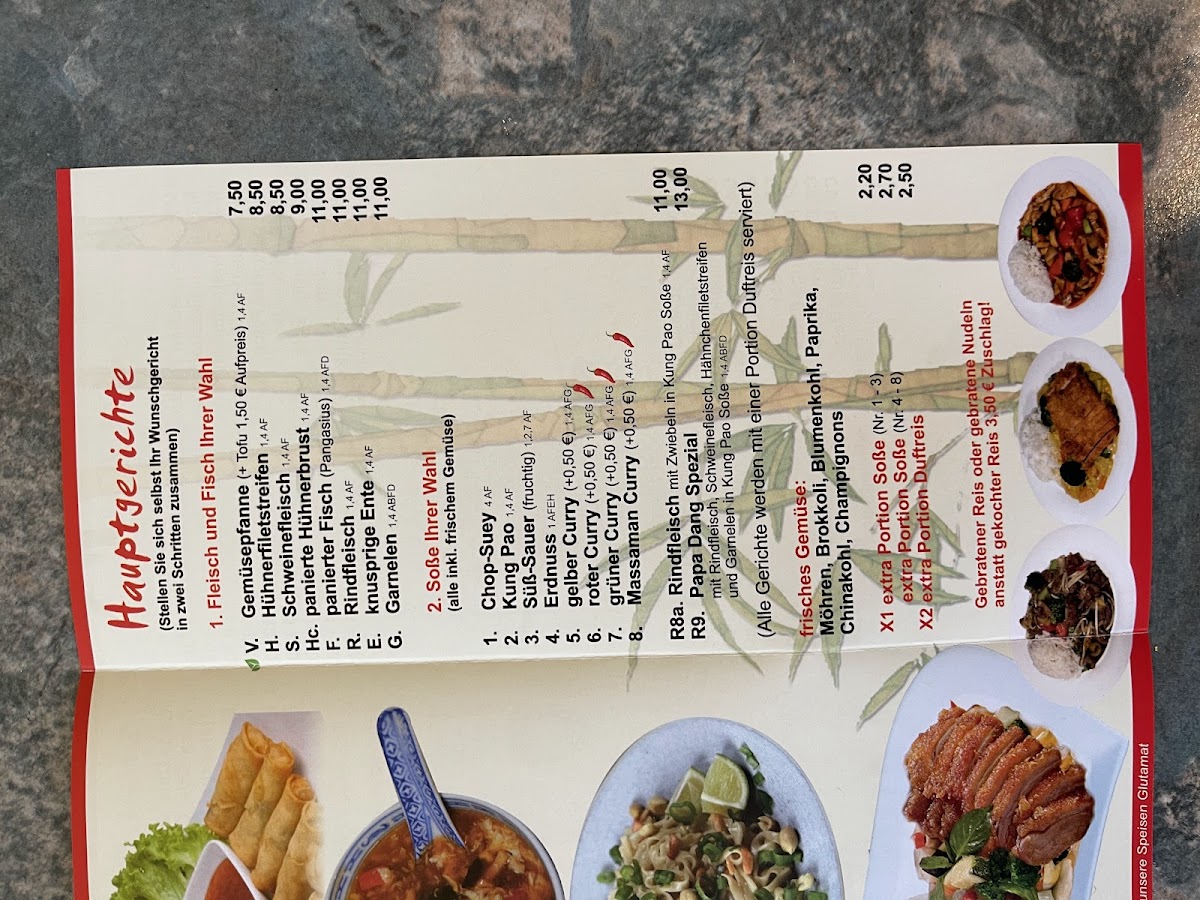 Hauptgerichte
(Stellen Sie sich selbst Ihr Wunschgericht
in zwei Schritten zusammen)
1. Fleisch und Fisch Ihrer Wahl
V. Gemüsepfanne (+ Tofu 1,50 € Aufpreis) 1,4 AF 7,50
H. Hühnerfiletstreifen 1,4 AF 8,50
S. Schweinefleisch 1,4 AF 8,50
Hc. panierte Hühnerbrust 1,4 AF 9,00
F. panierter Fisch (Pangasius) 1,4 AFD 11,00
R. Rindfleisch 1,4 AF 11,00
E. knusprige Ente 1,4 AF 11,00
G. Garnelen 1,4 ABFD 11,00
2. Soße Ihrer Wahl
(alle inkl. frischem Gemüse)
1. Chop-Suey 4 AF
2. Kung Pao 1,4 AF
3. Süß-Sauer (fruchtig) 1,2,7 AF
4. Erdnuss 1 AFEH
5. gelber Curry (+0,50 €) 1,4 AFG
6. roter Curry (+0,50 €) 1,4 AFG
7. grüner Curry (+0,50 €) 1,4 AFG
8. Massaman Curry (+0,50 €) 1,4 AFG
R8a. Rindfleisch mit Zwiebeln in Kung Pao Soße 1,4 AF 11,00
R9. Papa Dang Spezial 13,00
mit Rindfleisch, Schweinefleisch, Hähnchenfiletstreifen
und Garnelen in Kung Pao Soße 1,4 ABFD
(Alle Gerichte werden mit einer Portion Duftreis serviert)
frisches Gemüse:
Möhren, Brokkoli, Blumenkohl, Paprika,
Chinakohl, Champignons
X1 extra Portion Soße (Nr. 1 - 3) 2,20
extra Portion Soße (Nr. 4 - 8) 2,70
X2 extra Portion Duftreis 2,50
Gebratener Reis oder gebratene Nudeln
anstatt gekochter Reis 3,50 € Zuschlag!
unsere Speisen Glutamat